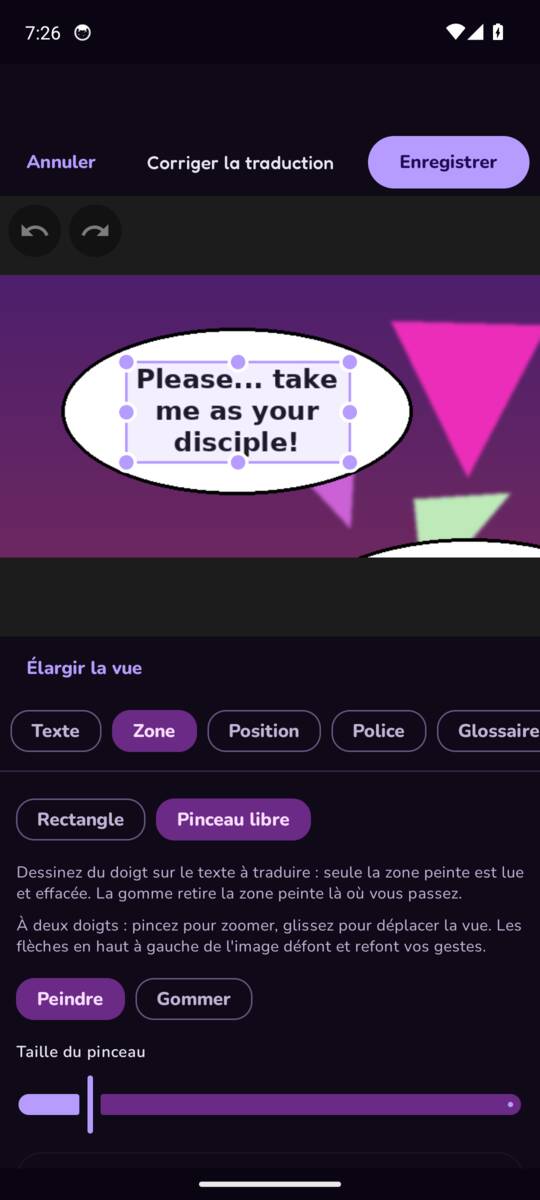 7:26
Annuler
Corriger la traduction
Enregistrer
Please... take
me as your
disciple!
Élargir la vue
Texte
Zone
Position
Police
Glossaire
Rectangle
Pinceau libre
Dessinez du doigt sur le texte à traduire : seule la zone peinte est lue
et effacée. La gomme retire la zone peinte là où vous passez.
À deux doigts : pincez pour zoomer, glissez pour déplacer la vue. Les
flèches en haut à gauche de l'image défont et refont vos gestes.
Peindre
Gommer
Taille du pinceau